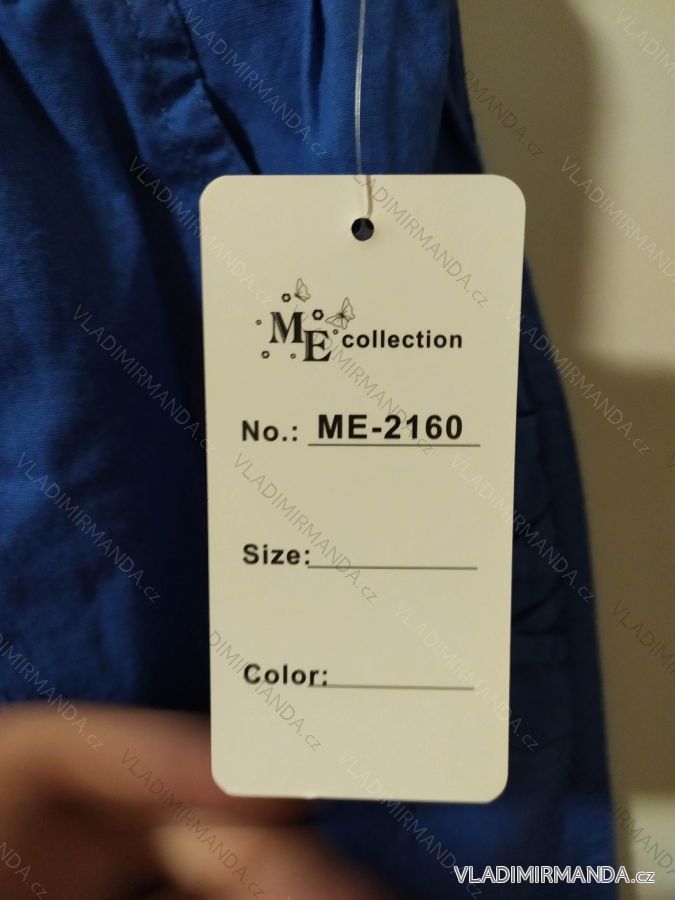 ME collection
No.: ME-2160
Size:
Color:
VLADIMIRMANDA.cz